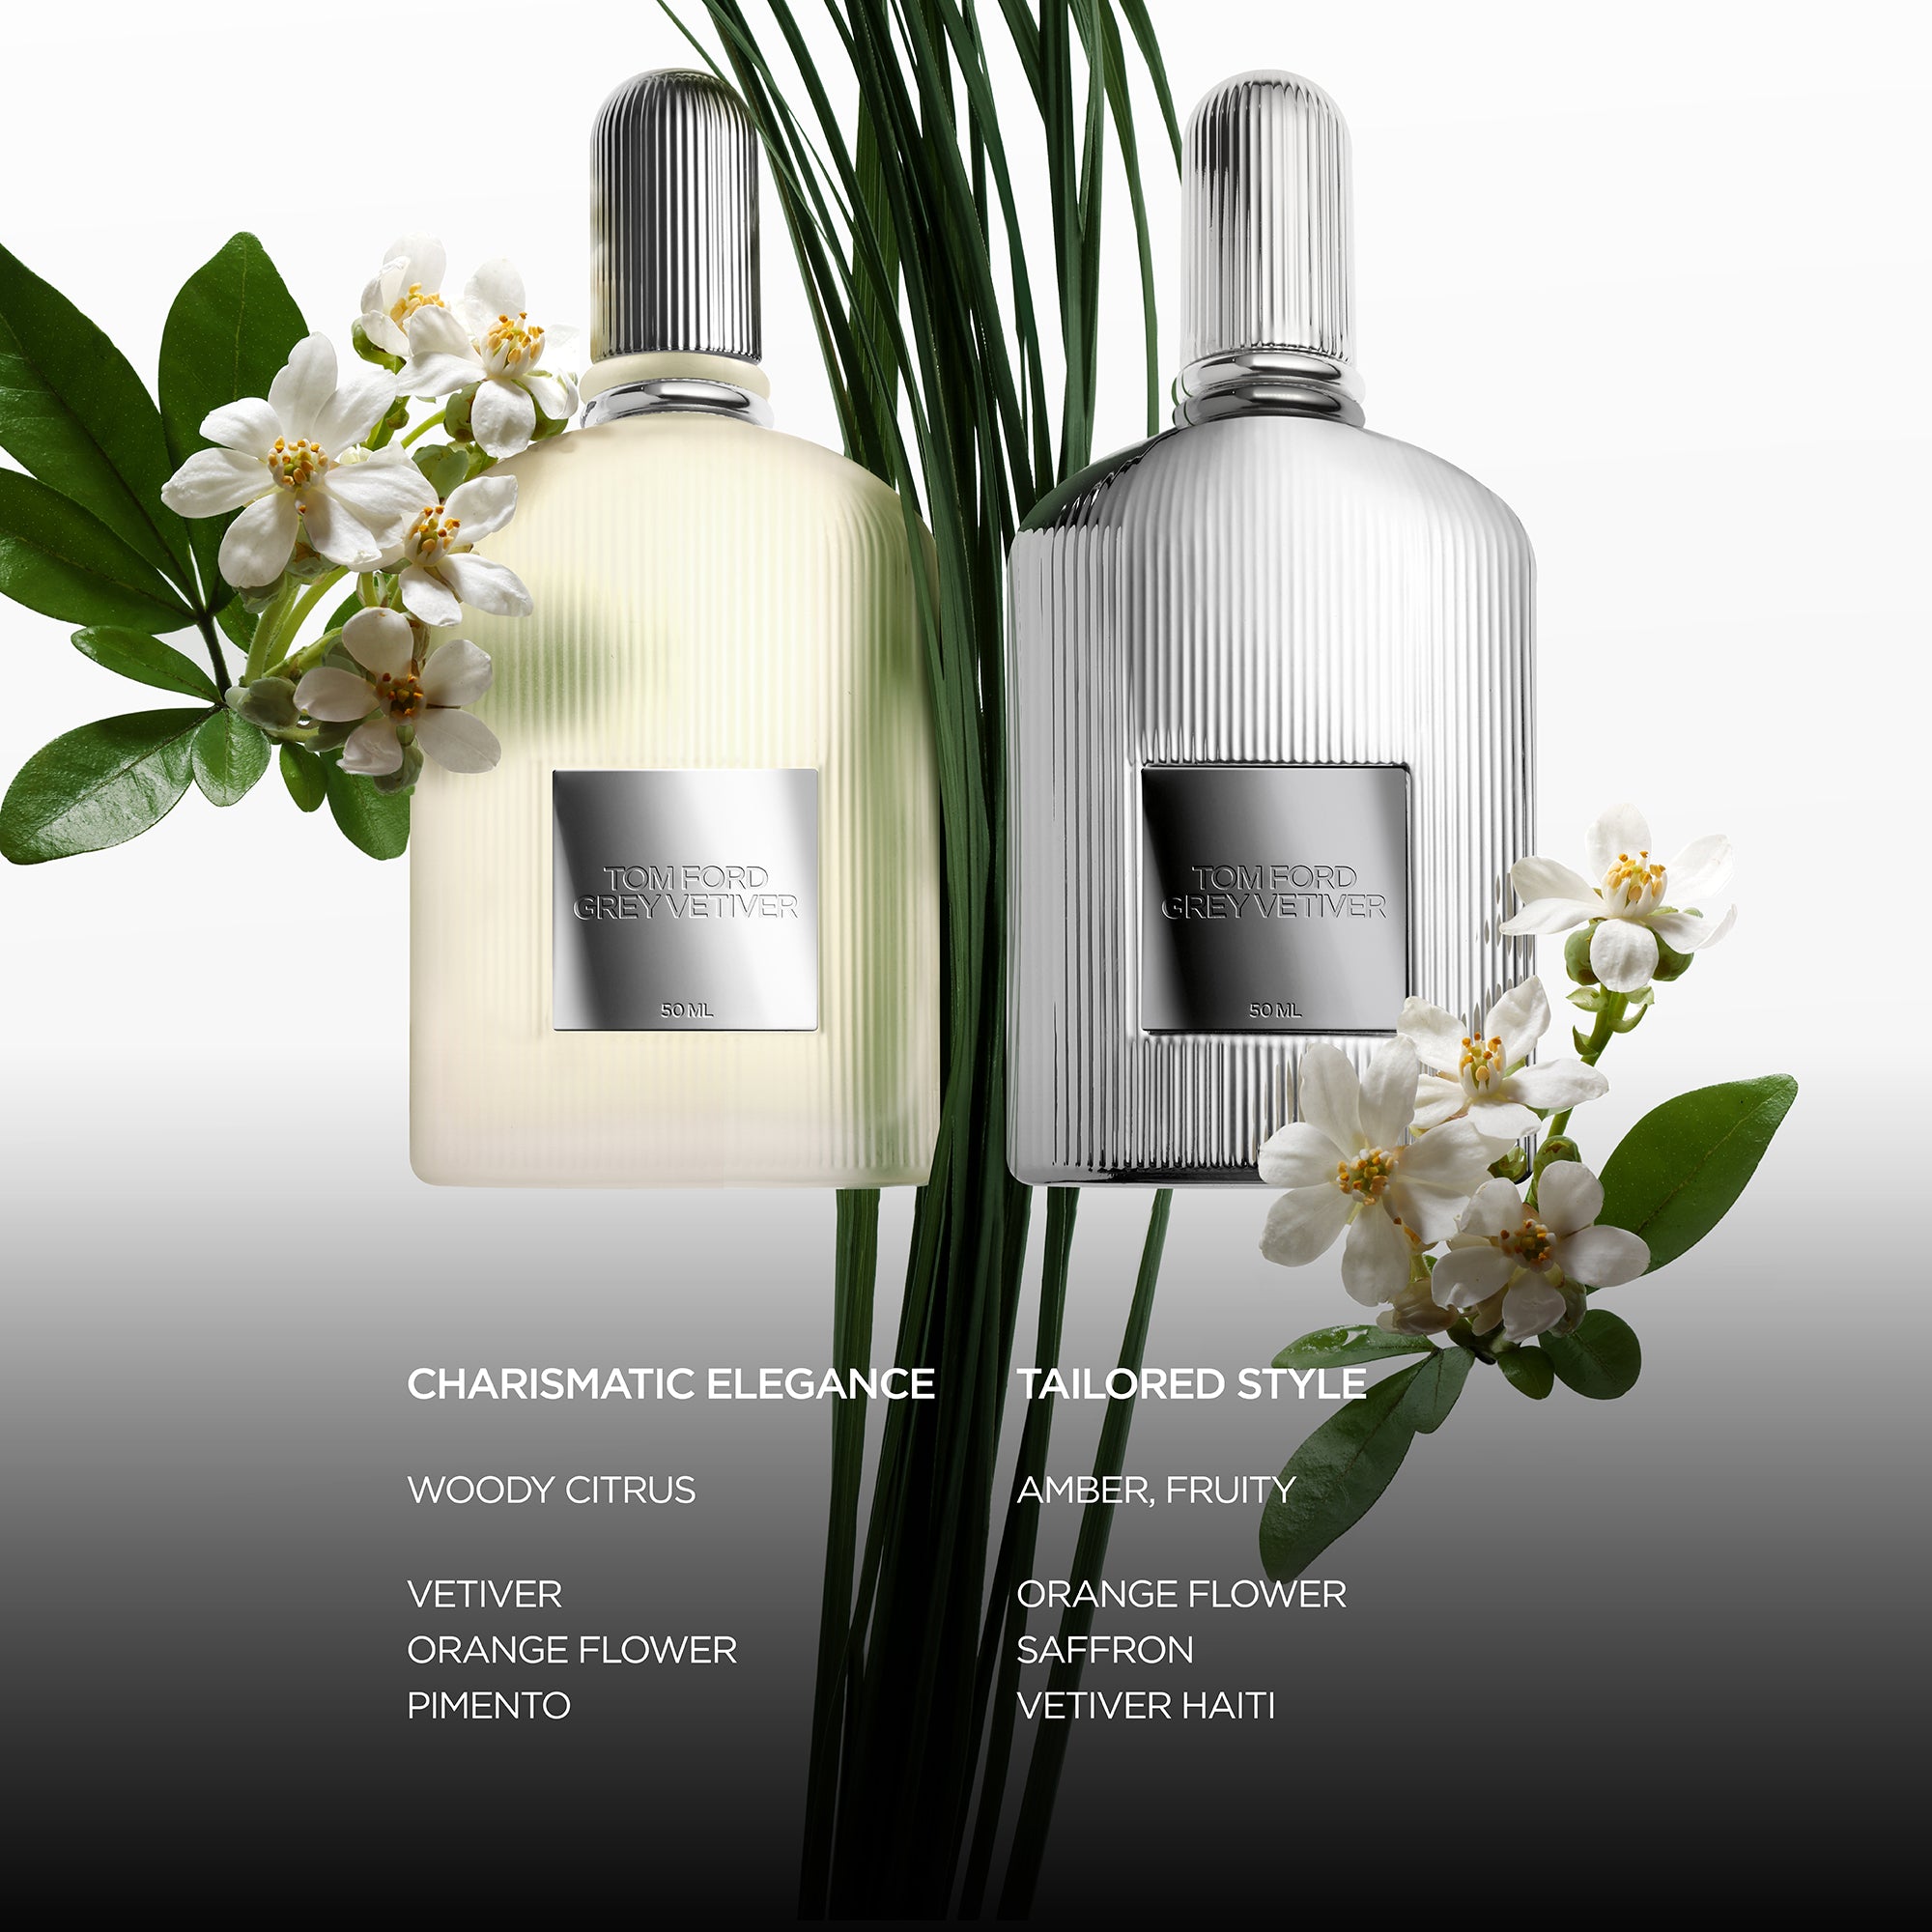 TOM FORD
GREY VETIVER
50 ML
TOM FORD
GREY VETIVER
50 ML
CHARISMATIC ELEGANCE
WOODY CITRUS
VETIVER
ORANGE FLOWER
PIMENTO
TAILORED STYLE
AMBER, FRUITY
ORANGE FLOWER
SAFFRON
VETIVER HAITI